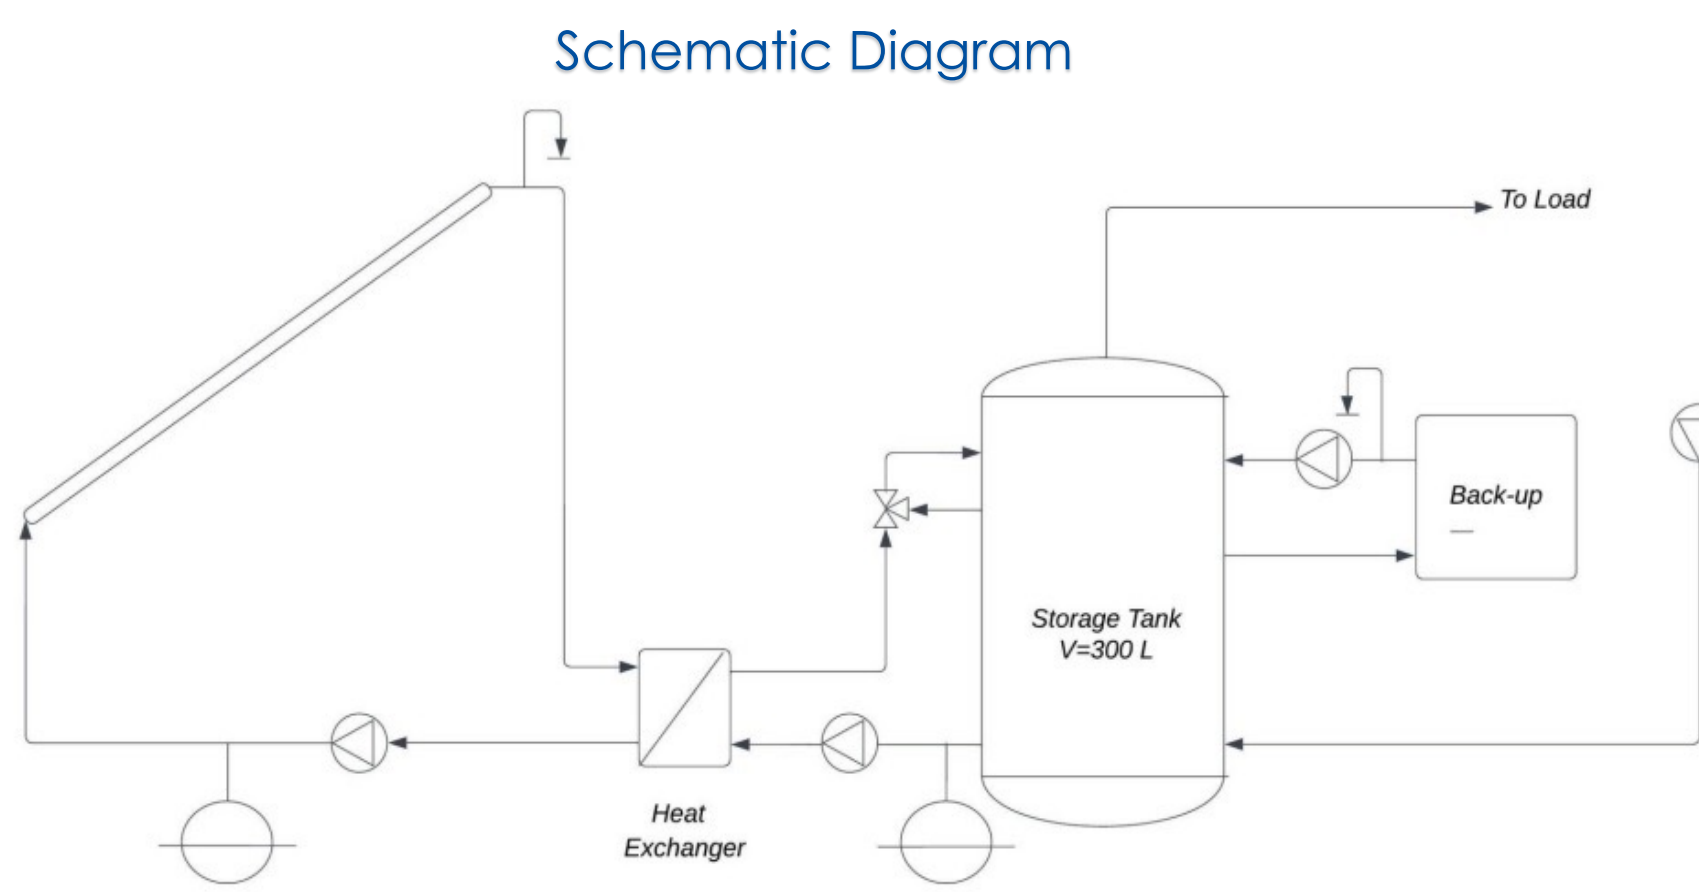 Schematic Diagram
To Load
Back-up
Storage Tank
V=300 L
Heat
Exchanger